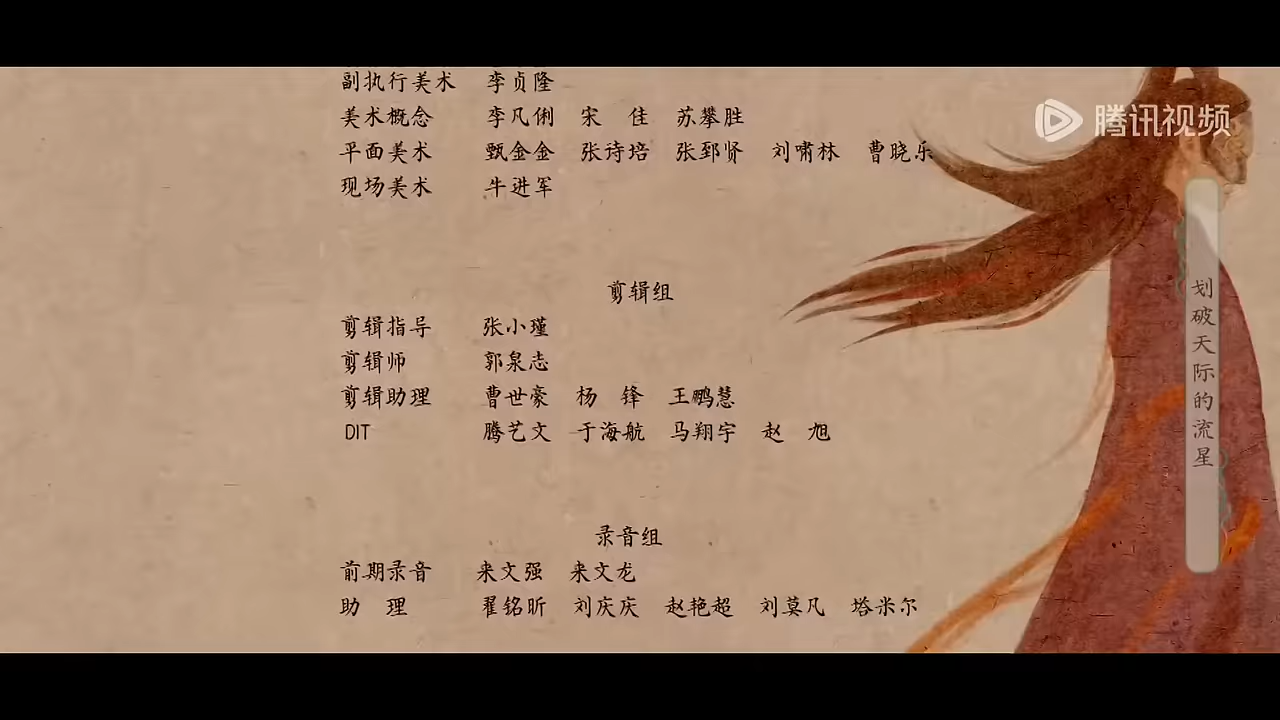 副执行美术 李贞隆
美术概念 李凡俐 宋 佳 苏攀胜
平面美术 甄金金 张待培 张郅贤 刘啸林 曹晓乐
现场美术 牛进军
剪辑组
剪辑指导 张小瑾
剪辑师 郭泉志
剪辑助理 曹世豪 杨 锋 王鹏慧
DIT 腾艺文 于海航 马翔宇 赵 旭
录音组
前期录音 来文强 来文龙
助 理 翟铭昕 刘庆庆 赵艳超 刘莫凡 塔米尔
腾讯视频
划破天际的流星